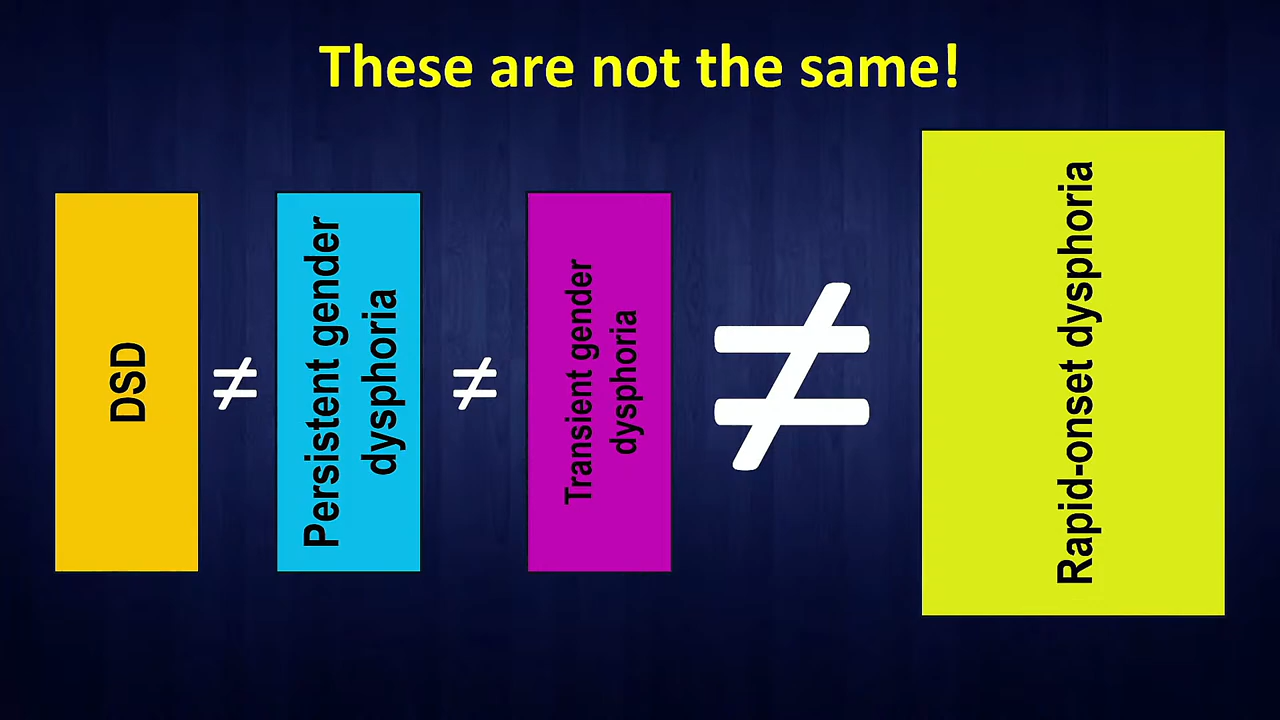 These are not the same!
DSD
≠
Persistent gender
dysphoria
≠
Transient gender
dysphoria
≠
Rapid-onset dysphoria